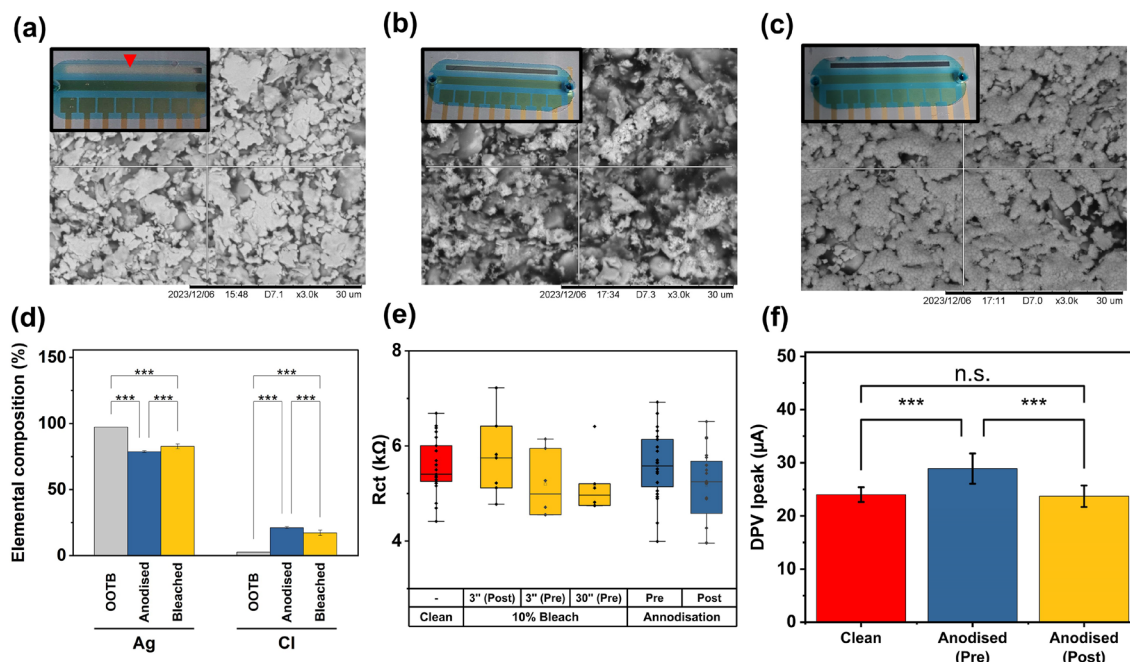 (a)
(b)
(c)
2023/12/06 15:48 D7.1 x3.0k 30 um
2023/12/06 17:34 D7.3 x3.0k 30 um
2023/12/06 17:11 D7.0 x3.0k 30 um
(d)
Elemental composition (%)
150
100
50
0
*** *** ***
*** *** ***
OOTB Anodised Bleached OOTB Anodised Bleached
Ag Cl
(e)
Rct (kΩ)
8
6
4
- 3" (Post) 3" (Pre) 30" (Pre) Pre Post
Clean 10% Bleach Annodisation
(f)
DPV Ipeak (µA)
50
40
30
20
10
0
n.s.
*** ***
Clean Anodised (Pre) Anodised (Post)